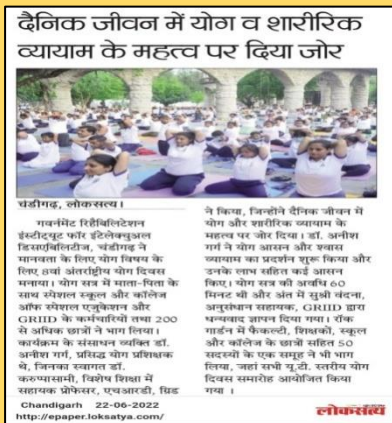 दैनिक जीवन में योग व शारीरिक
व्यायाम के महत्व पर दिया जोर
चंडीगढ़, लोकसत्य।
गवर्नमेंट रिहैबिलिटेशन
इंस्टीट्यूट फॉर इंटेलेक्चुअल
डिसएबिलिटीज, चंडीगढ़ ने
मानवता के लिए योग विषय के
लिए 8वां अंतर्राष्ट्रीय योग दिवस
मनाया। योग सत्र में माता-पिता के
साथ स्पेशल स्कूल और कॉलेज
ऑफ स्पेशल एजुकेशन और
GRIID के कर्मचारियों तथा 200
से अधिक छात्रों ने भाग लिया।
कार्यक्रम के संसाधन व्यक्ति डॉ.
अनीश गर्ग, प्रसिद्ध योग प्रशिक्षक
थे, जिनका स्वागत डॉ.
करुप्पासामी, विशेष शिक्षा में
सहायक प्रोफेसर, एचआरडी, ग्रिड
ने किया, जिन्होंने दैनिक जीवन में
योग और शारीरिक व्यायाम के
महत्व पर जोर दिया। डॉ. अनीश
गर्ग ने योग आसन और श्वास
व्यायाम का प्रदर्शन शुरू किया और
उनके लाभ सहित कई आसन
किए। योग सत्र की अवधि 60
मिनट थी और अंत में सुश्री वंदना,
अनुसंधान सहायक, GRIID द्वारा
धन्यवाद ज्ञापन दिया गया। रॉक
गार्डन में फैकल्टी, शिक्षकों, स्कूल
और कॉलेज के छात्रों सहित 50
सदस्यों के एक समूह ने भी भाग
लिया, जहां सभी यू.टी. स्तरीय योग
दिवस समारोह आयोजित किया
गया ।
Chandigarh 22-06-2022
http://epaper.loksatya.com/
लोकसत्य